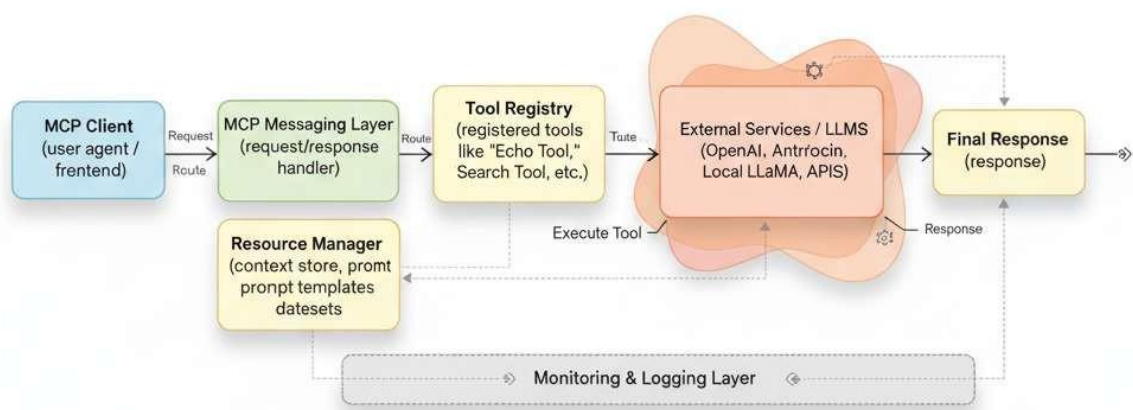 MCP Client
(user agent /
frontend)
Request
Route
MCP Messaging Layer
(request/response
handler)
Route
Tool Registry
(registered tools
like "Echo Tool,"
Search Tool, etc.)
Tuute
External Services / LLMS
(OpenAI, Antrrocin,
Local LLaMA, APIS)
Final Response
(response)
Execute Tool
Response
Resource Manager
(context store, promt
pronpt templates
datesets
Monitoring & Logging Layer